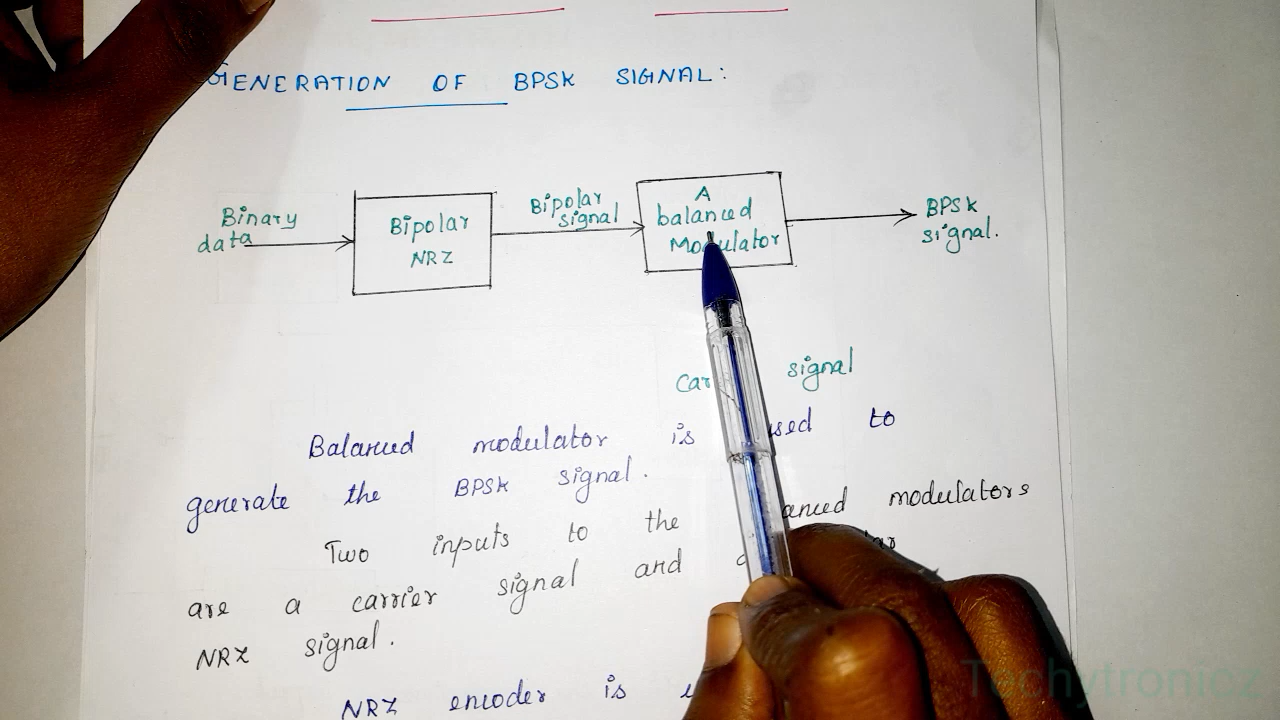 GENERATION OF BPSK SIGNAL:
Binary
data
Bipolar
NRZ
Bipolar
signal
A
balanced
Modulator
BPSK
signal.
signal
Balanced modulator is used to
generate the BPSK signal.
Two inputs to the modulators
are a carrier signal and
NRZ signal.
NRZ encoder is
Techytronicz